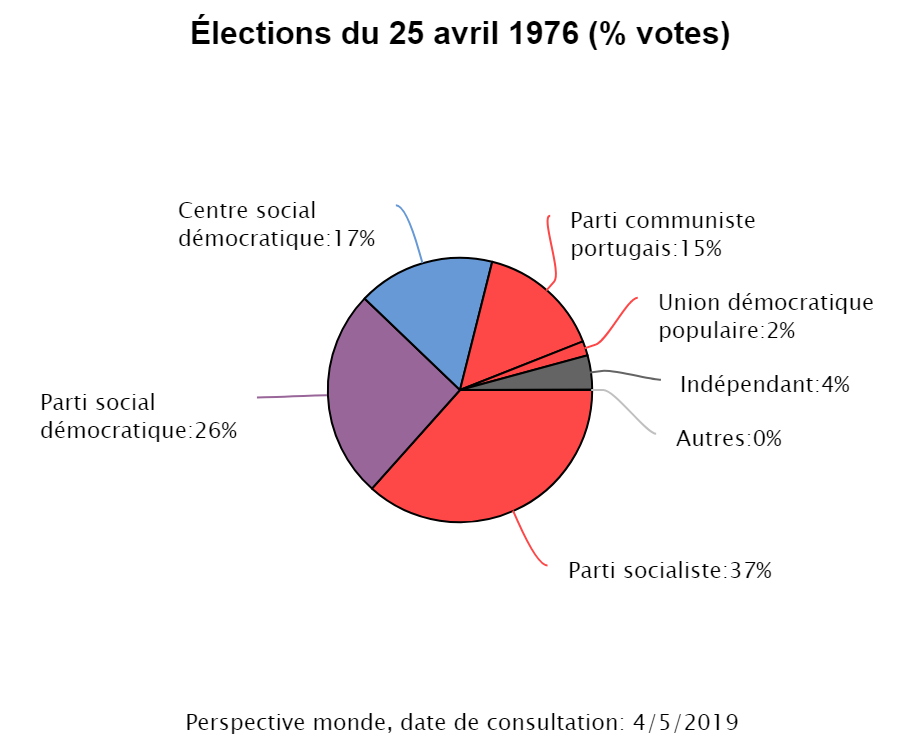 Élections du 25 avril 1976 (% votes)
Centre social
démocratique:17%
Parti communiste
portugais:15%
Union démocratique
populaire:2%
Indépendant:4%
Parti social
démocratique:26%
Autres:0%
Parti socialiste:37%
Perspective monde, date de consultation: 4/5/2019